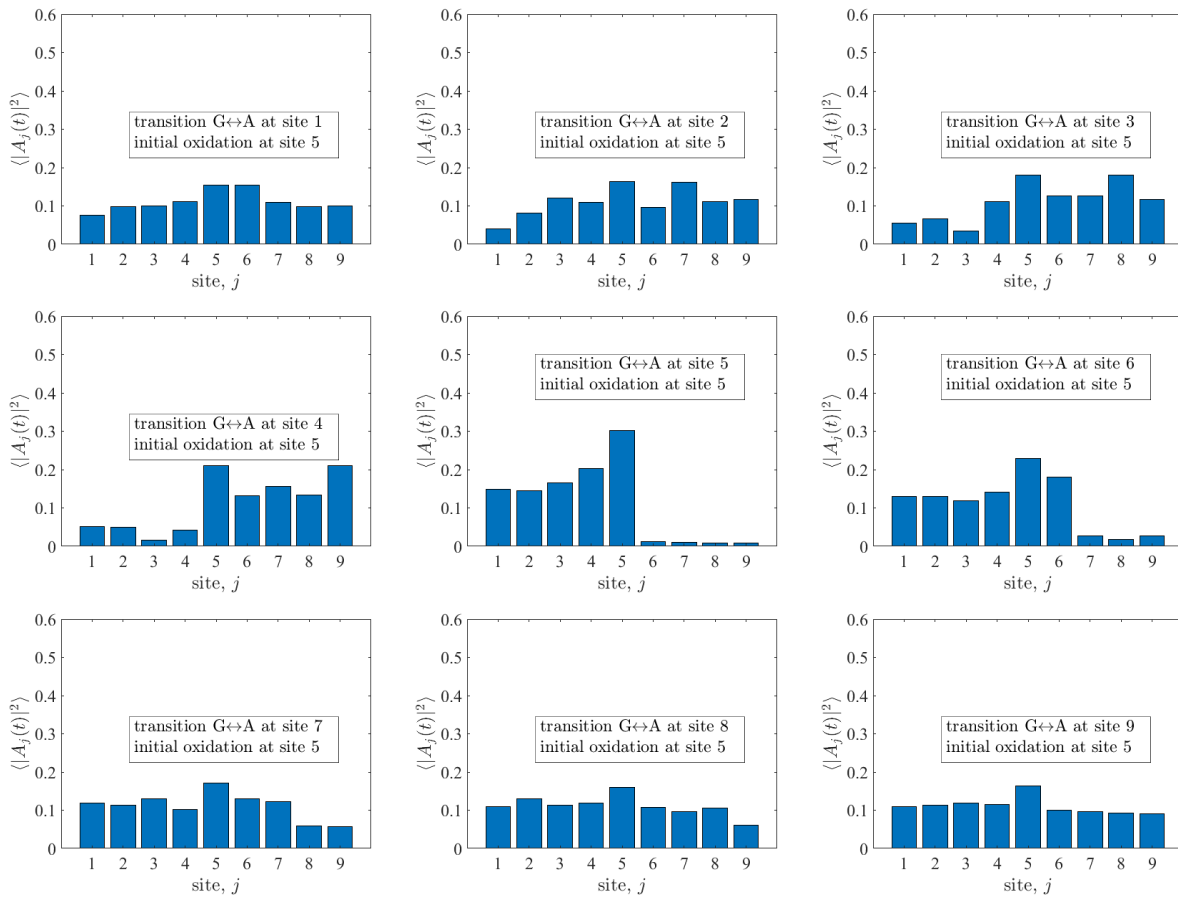 0.6
0.5
0.4
0.3
0.2
0.1
0
⟨|A_j(t)|²⟩
transition G↔A at site 1
initial oxidation at site 5
1 2 3 4 5 6 7 8 9
site, j
0.6
0.5
0.4
0.3
0.2
0.1
0
⟨|A_j(t)|²⟩
transition G↔A at site 2
initial oxidation at site 5
1 2 3 4 5 6 7 8 9
site, j
0.6
0.5
0.4
0.3
0.2
0.1
0
⟨|A_j(t)|²⟩
transition G↔A at site 3
initial oxidation at site 5
1 2 3 4 5 6 7 8 9
site, j
0.6
0.5
0.4
0.3
0.2
0.1
0
⟨|A_j(t)|²⟩
transition G↔A at site 4
initial oxidation at site 5
1 2 3 4 5 6 7 8 9
site, j
0.6
0.5
0.4
0.3
0.2
0.1
0
⟨|A_j(t)|²⟩
transition G↔A at site 5
initial oxidation at site 5
1 2 3 4 5 6 7 8 9
site, j
0.6
0.5
0.4
0.3
0.2
0.1
0
⟨|A_j(t)|²⟩
transition G↔A at site 6
initial oxidation at site 5
1 2 3 4 5 6 7 8 9
site, j
0.6
0.5
0.4
0.3
0.2
0.1
0
⟨|A_j(t)|²⟩
transition G↔A at site 7
initial oxidation at site 5
1 2 3 4 5 6 7 8 9
site, j
0.6
0.5
0.4
0.3
0.2
0.1
0
⟨|A_j(t)|²⟩
transition G↔A at site 8
initial oxidation at site 5
1 2 3 4 5 6 7 8 9
site, j
0.6
0.5
0.4
0.3
0.2
0.1
0
⟨|A_j(t)|²⟩
transition G↔A at site 9
initial oxidation at site 5
1 2 3 4 5 6 7 8 9
site, j